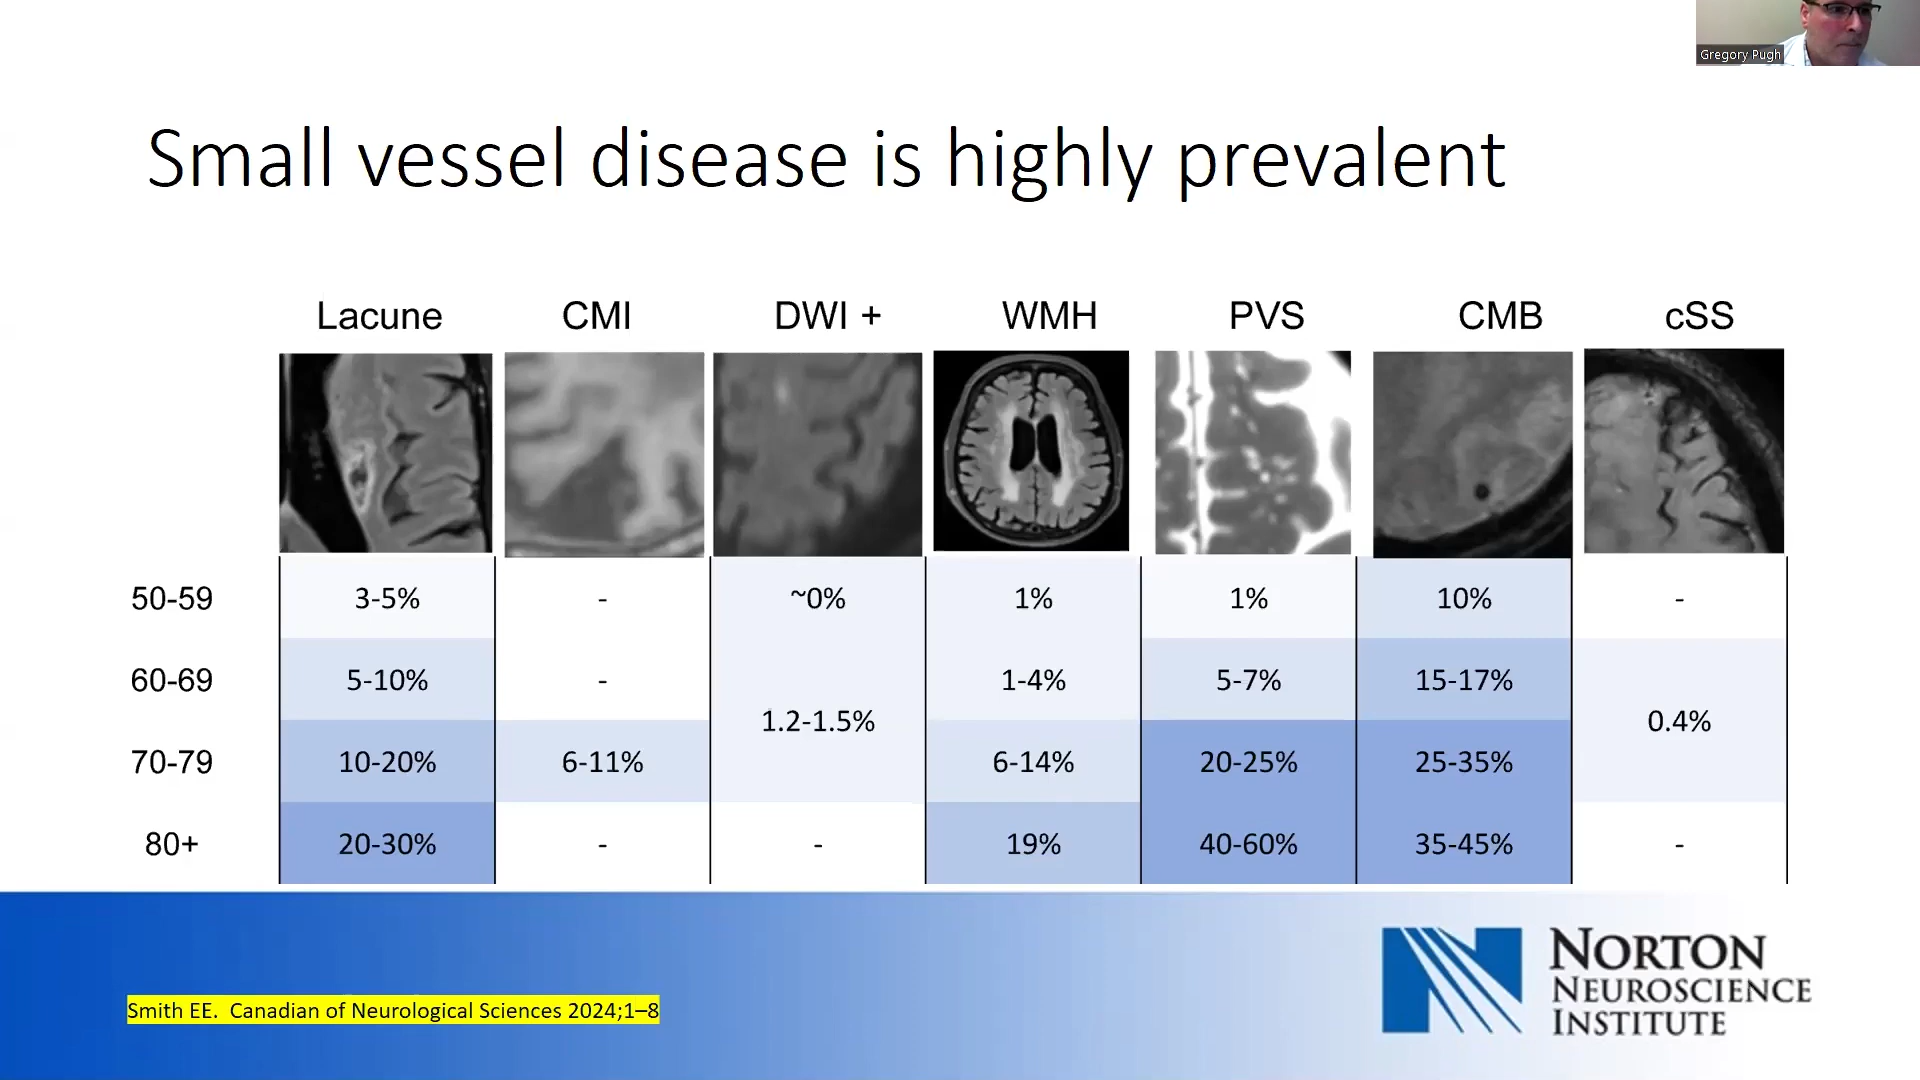 Gregory Pugh
Small vessel disease is highly prevalent
Lacune CMI DWI + WMH PVS CMB cSS
50-59 3-5% - ~0% 1% 1% 10% -
60-69 5-10% - 1-4% 5-7% 15-17%
1.2-1.5% 0.4%
70-79 10-20% 6-11% 6-14% 20-25% 25-35%
80+ 20-30% - - 19% 40-60% 35-45% -
Smith EE. Canadian of Neurological Sciences 2024;1–8
NORTON
NEUROSCIENCE
INSTITUTE